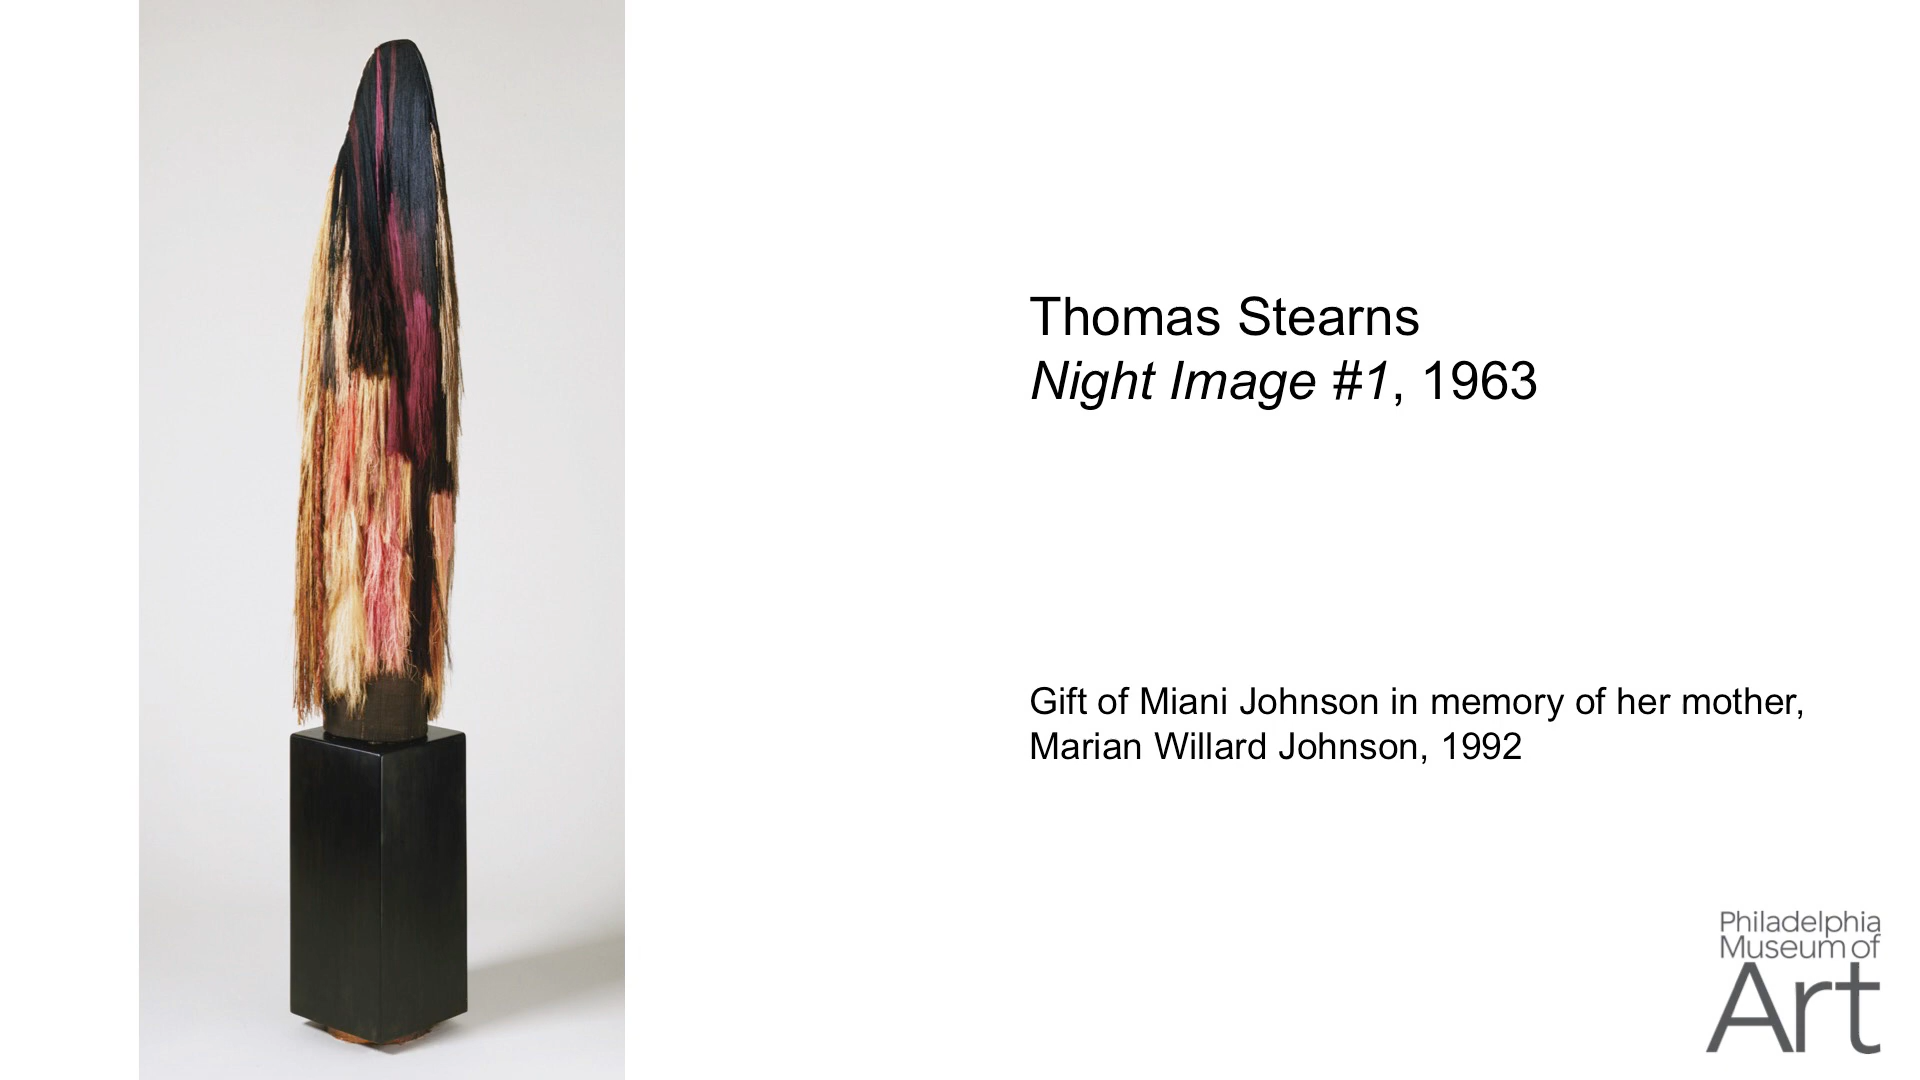 Thomas Stearns
Night Image #1, 1963
Gift of Miani Johnson in memory of her mother,
Marian Willard Johnson, 1992
Philadelphia
Museum of
Art